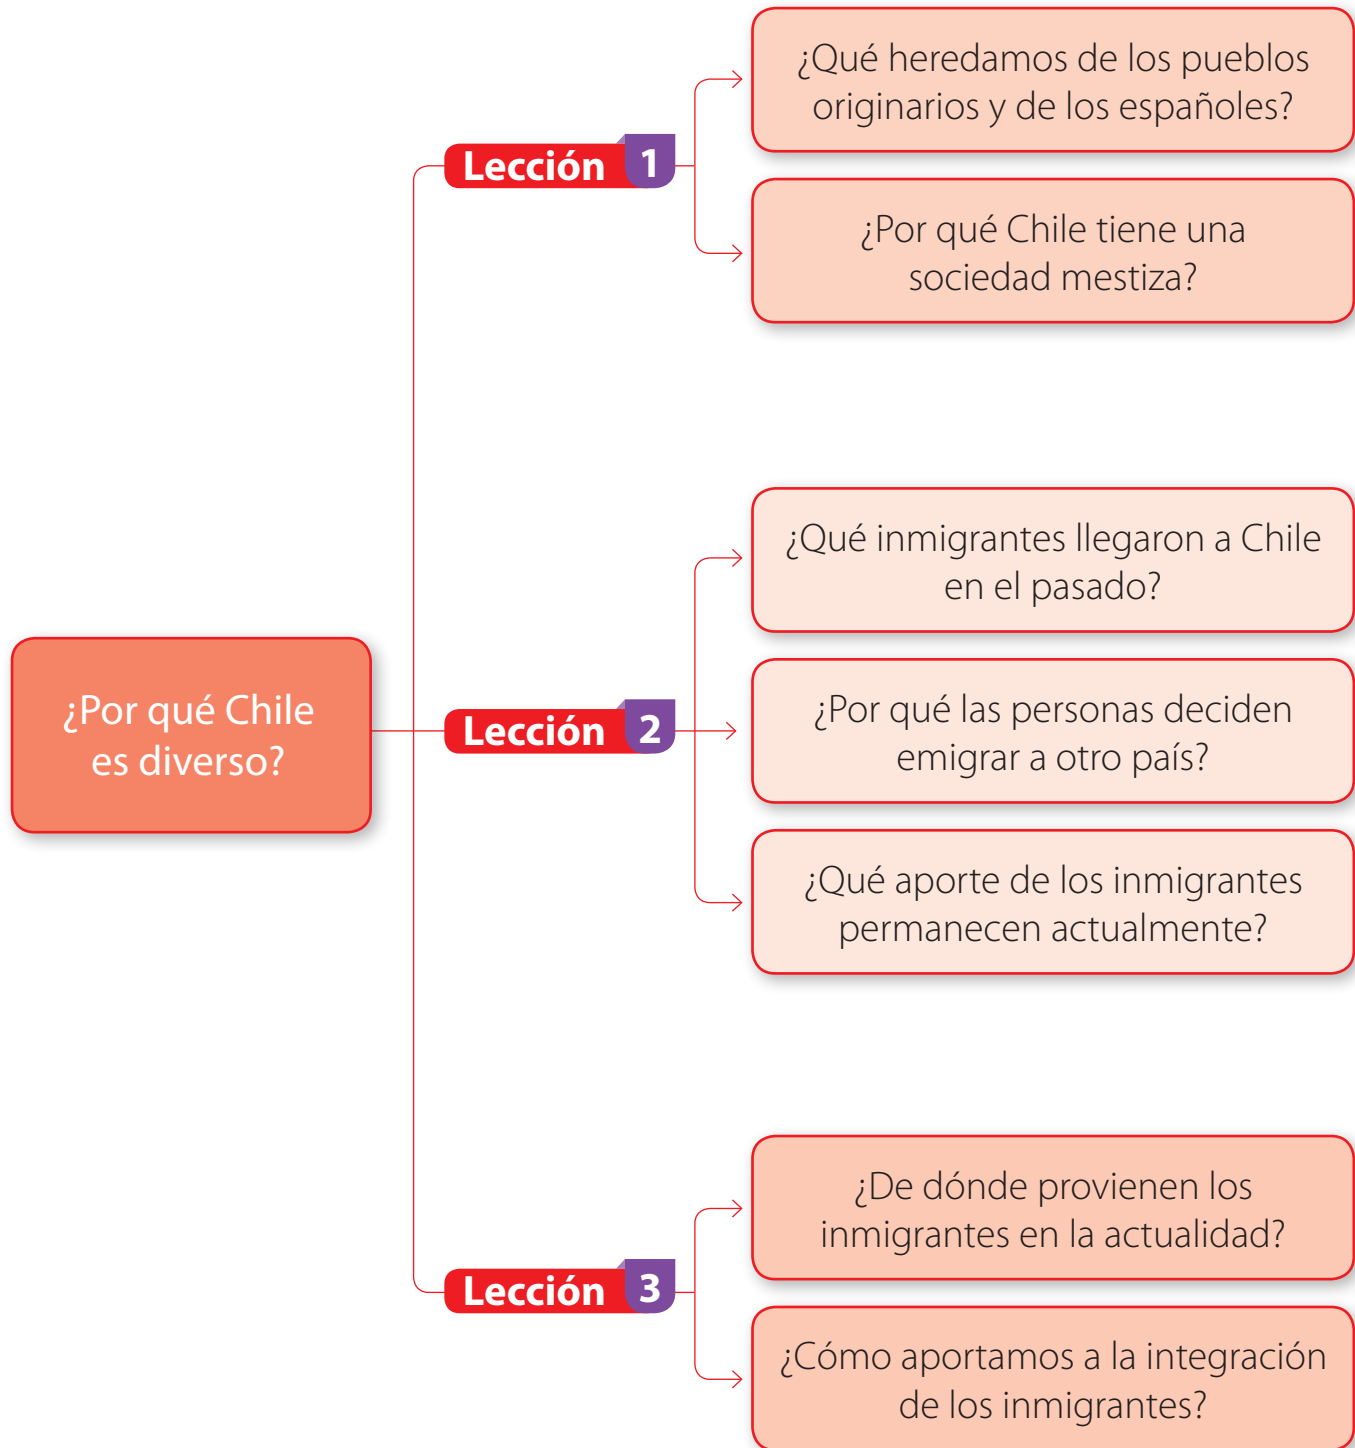 ¿Por qué Chile
es diverso?
Lección 1
¿Qué heredamos de los pueblos
originarios y de los españoles?
¿Por qué Chile tiene una
sociedad mestiza?
Lección 2
¿Qué inmigrantes llegaron a Chile
en el pasado?
¿Por qué las personas deciden
emigrar a otro país?
¿Qué aporte de los inmigrantes
permanecen actualmente?
Lección 3
¿De dónde provienen los
inmigrantes en la actualidad?
¿Cómo aportamos a la integración
de los inmigrantes?